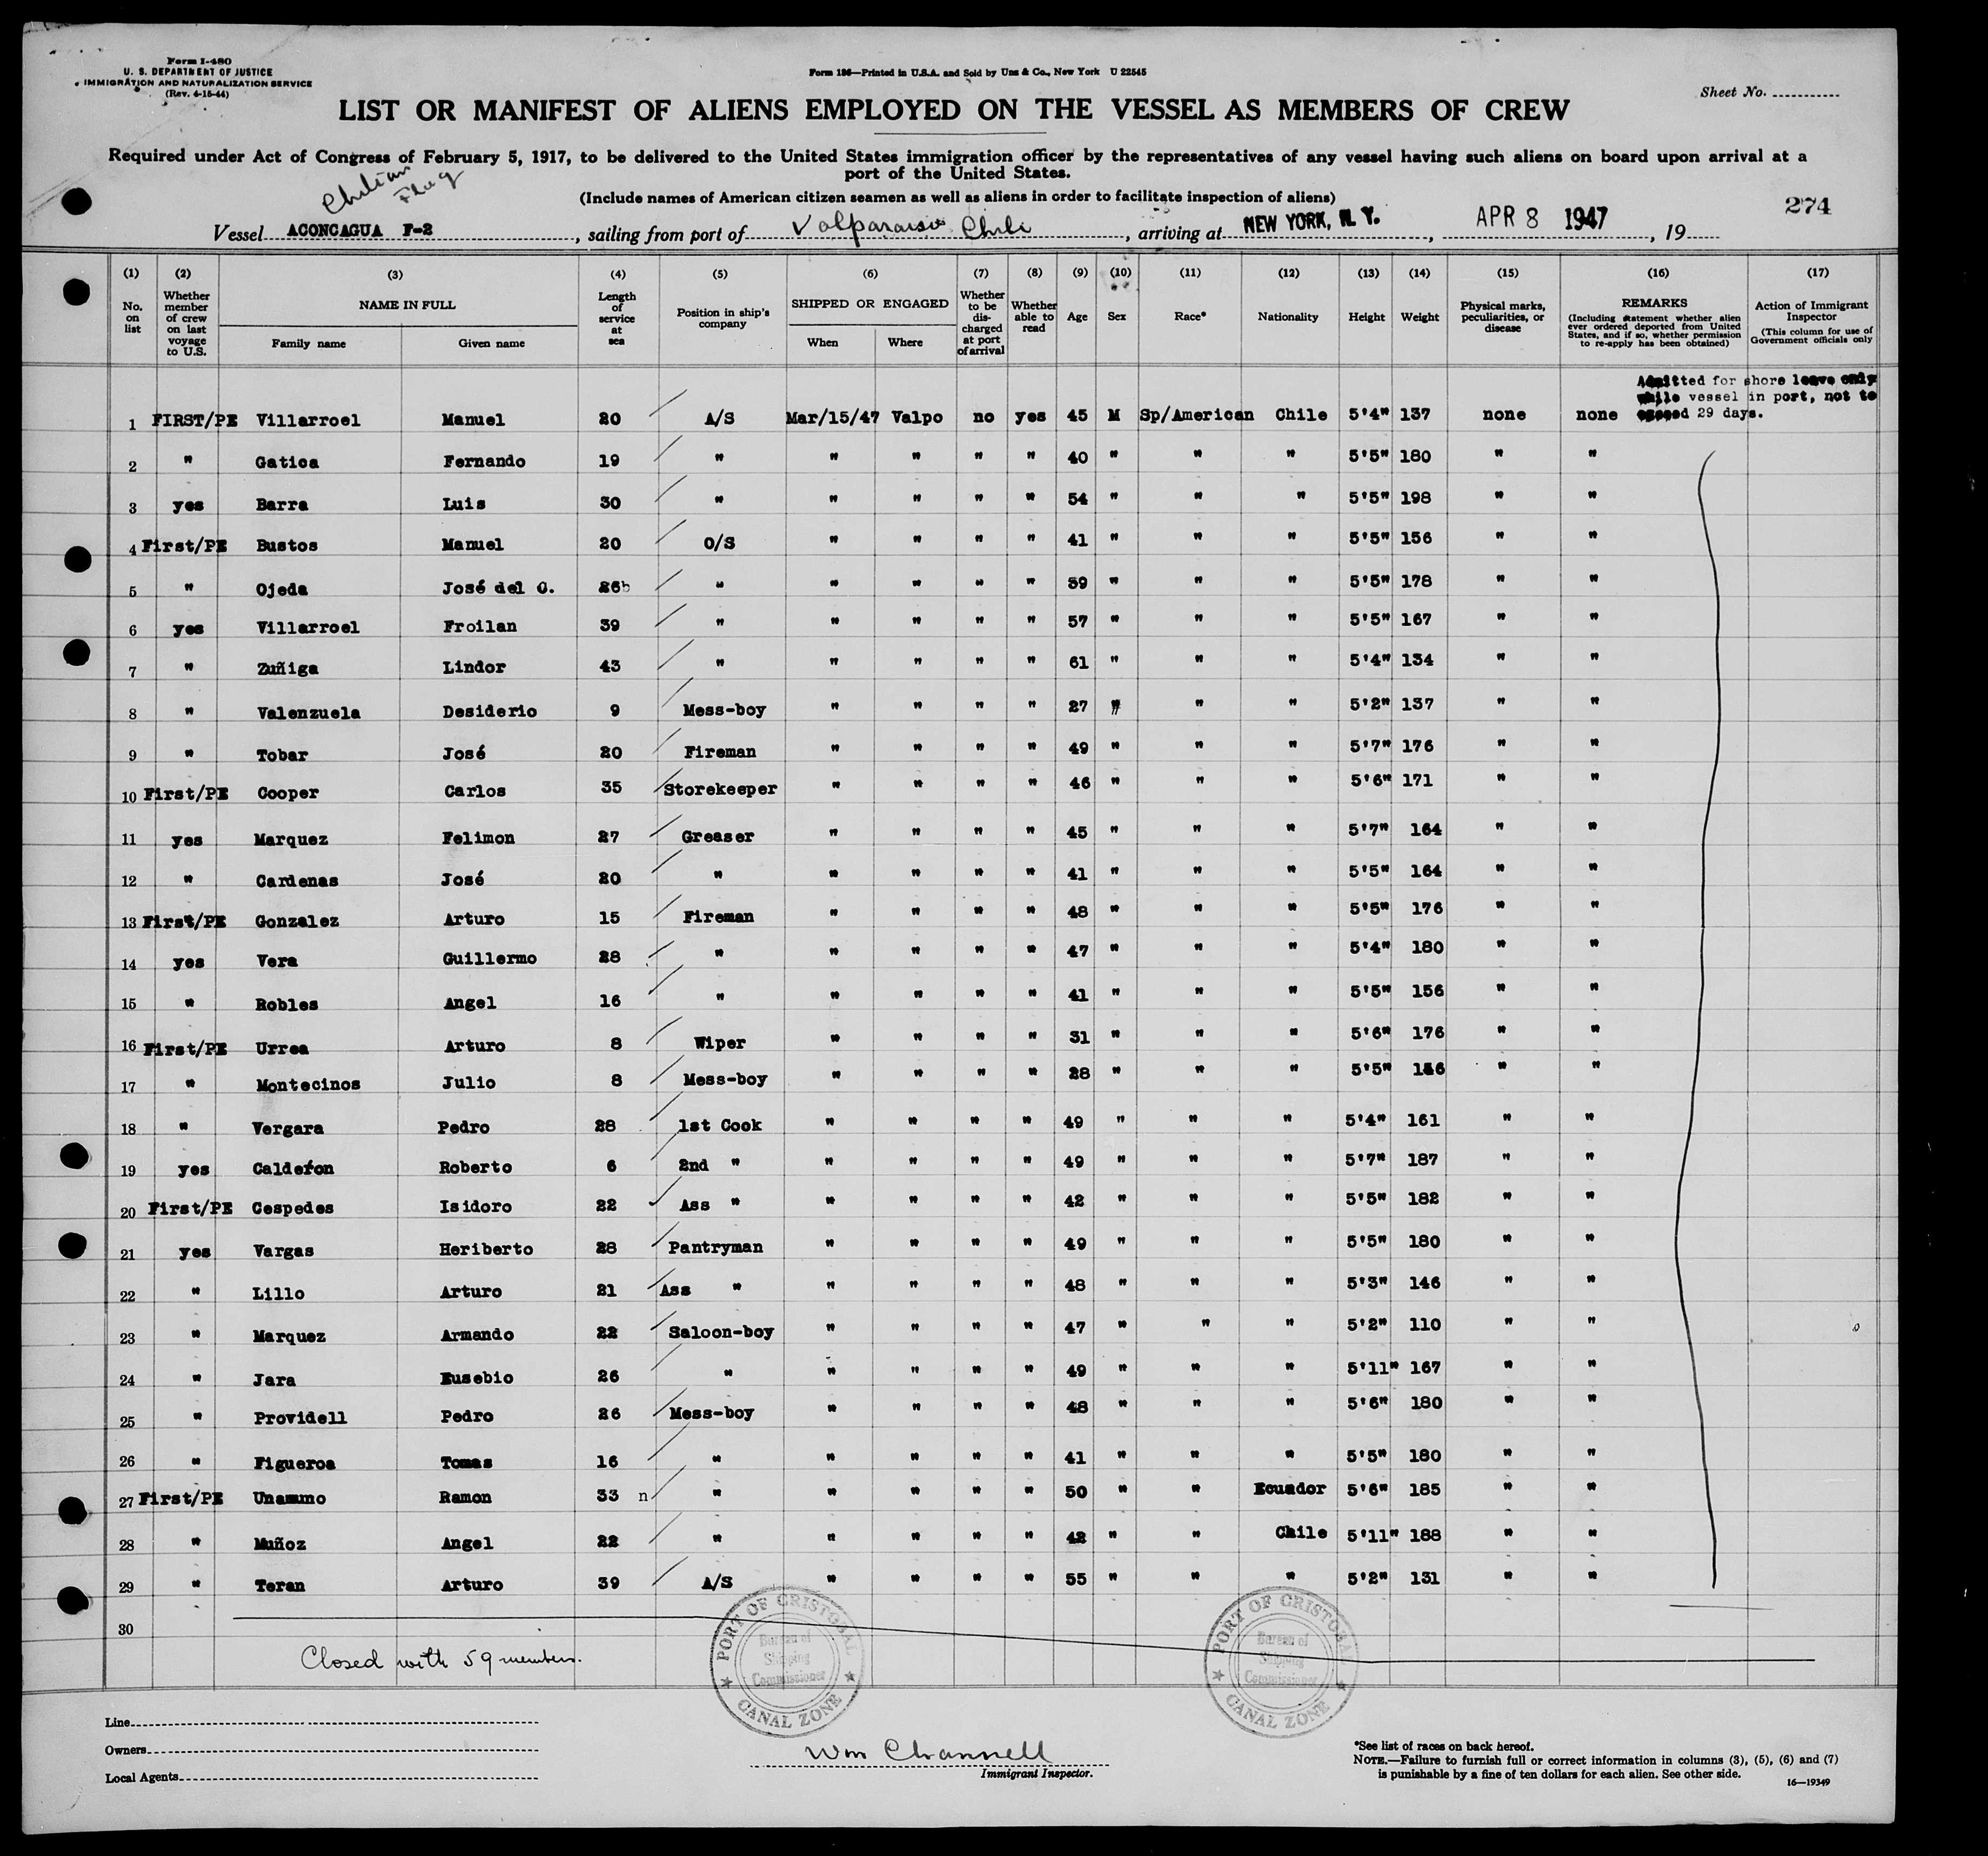 Form I-480
U. S. DEPARTMENT OF JUSTICE
IMMIGRATION AND NATURALIZATION SERVICE
(Rev. 4-15-44)
Form 186—Printed in U.S.A. and Sold by Unz & Co., New York U 22545
Sheet No.
LIST OR MANIFEST OF ALIENS EMPLOYED ON THE VESSEL AS MEMBERS OF CREW
Required under Act of Congress of February 5, 1917, to be delivered to the United States immigration officer by the representatives of any vessel having such aliens on board upon arrival at a
port of the United States.
Chilean Flag
(Include names of American citizen seamen as well as aliens in order to facilitate inspection of aliens)
274
Vessel ACONCAGUA F-2, sailing from port of Valparaiso Chile, arriving at NEW YORK, N. Y., APR 8 1947, 19
(1) No. on list (2) Whether member of crew on last voyage to U.S. (3) NAME IN FULL Family name Given name (4) Length of service at sea (5) Position in ship's company (6) SHIPPED OR ENGAGED When Where (7) Whether to be discharged at port of arrival (8) Whether able to read (9) Age (10) Sex (11) Race* (12) Nationality (13) Height (14) Weight (15) Physical marks, peculiarities, or disease (16) REMARKS (Including statement whether alien ever ordered deported from United States, and if so, whether permission to re-apply has been obtained) (17) Action of Immigrant Inspector (This column for use of Government officials only
Admitted for shore leave only
while vessel in port, not to
exceed 29 days.
1 FIRST/PE Villarroel Manuel 20 A/S Mar/15/47 Valpo no yes 45 M Sp/American Chile 5'4" 137 none none
2 " Gatica Fernando 19 " " " " " 40 " " " 5'5" 180 " "
3 yes Barra Luis 30 " " " " " 54 " " " 5'5" 198 " "
4 First/PE Bustos Manuel 20 O/S " " " " 41 " " " 5'5" 156 " "
5 " Ojeda José del C. 26 " " " " " 39 " " " 5'5" 178 " "
6 yes Villarroel Froilan 39 " " " " " 57 " " " 5'5" 167 " "
7 " Zuñiga Lindor 43 " " " " " 61 " " " 5'4" 134 " "
8 " Valenzuela Desiderio 9 Mess-boy " " " " 27 " " " 5'2" 137 " "
9 " Tobar José 20 Fireman " " " " 49 " " " 5'7" 176 " "
10 First/PE Cooper Carlos 35 Storekeeper " " " " 46 " " " 5'6" 171 " "
11 yes Marquez Felimon 27 Greaser " " " " 45 " " " 5'7" 164 " "
12 " Cardenas José 20 " " " " " 41 " " " 5'5" 164 " "
13 First/PE Gonzalez Arturo 15 Fireman " " " " 48 " " " 5'5" 176 " "
14 yes Vera Guillermo 28 " " " " " 47 " " " 5'4" 180 " "
15 " Robles Angel 16 " " " " " 41 " " " 5'5" 156 " "
16 First/PE Urrea Arturo 8 Wiper " " " " 31 " " " 5'6" 176 " "
17 " Montecinos Julio 8 Mess-boy " " " " 28 " " " 5'5" " "
18 " Vergara Pedro 28 1st Cook " " " " 49 " " " 5'4" 161 " "
19 yes Calderon Roberto 6 2nd " " " " " 49 " " " 5'7" 187 " "
20 First/PE Cespedes Isidoro 22 Ass " " " " " 42 " " " 5'5" 182 " "
21 yes Vargas Heriberto 28 Pantryman " " " " 49 " " " 5'5" 180 " "
22 " Lillo Arturo 21 Ass " " " " " 48 " " " 5'3" 146 " "
23 " Marquez Armando 22 Saloon-boy " " " " 47 " " " 5'2" 110 " "
24 " Jara Eusebio 26 " " " " " 49 " " " 5'11" 167 " "
25 " Providell Pedro 26 Mess-boy " " " " 48 " " " 5'6" 180 " "
26 " Figueroa Tomas 16 " " " " " 41 " " " 5'5" 180 " "
27 First/PE Unamuno Ramon 33 n " " " " " 50 " " Ecuador 5'6" 185 " "
28 " Muñoz Angel 22 " " " " " 42 " " Chile 5'11" 188 " "
29 " Teran Arturo 39 A/S " " " " 55 " " " 5'2" 131 " "
30
Closed with 59 members.
PORT OF CRISTOBAL Bureau of Shipping Commissioner CANAL ZONE
PORT OF CRISTOBAL Bureau of Shipping Commissioner CANAL ZONE
Line
Owners
Local Agents
Wm Channell
Immigrant Inspector.
*See list of races on back hereof.
NOTE.—Failure to furnish full or correct information in columns (3), (5), (6) and (7)
is punishable by a fine of ten dollars for each alien. See other side.
16—19349